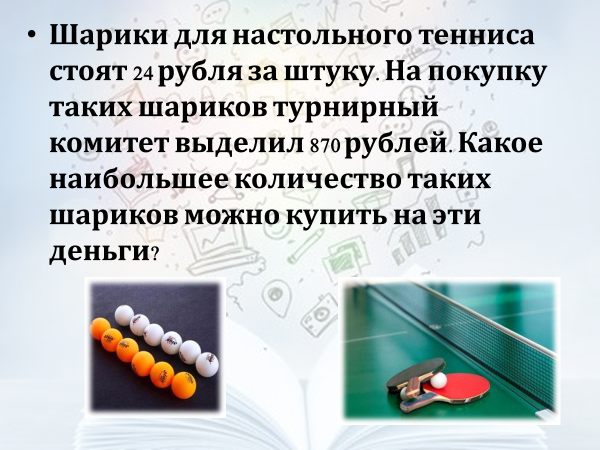 • Шарики для настольного тенниса
стоят 24 рубля за штуку. На покупку
таких шариков турнирный
комитет выделил 870 рублей. Какое
наибольшее количество таких
шариков можно купить на эти
деньги?